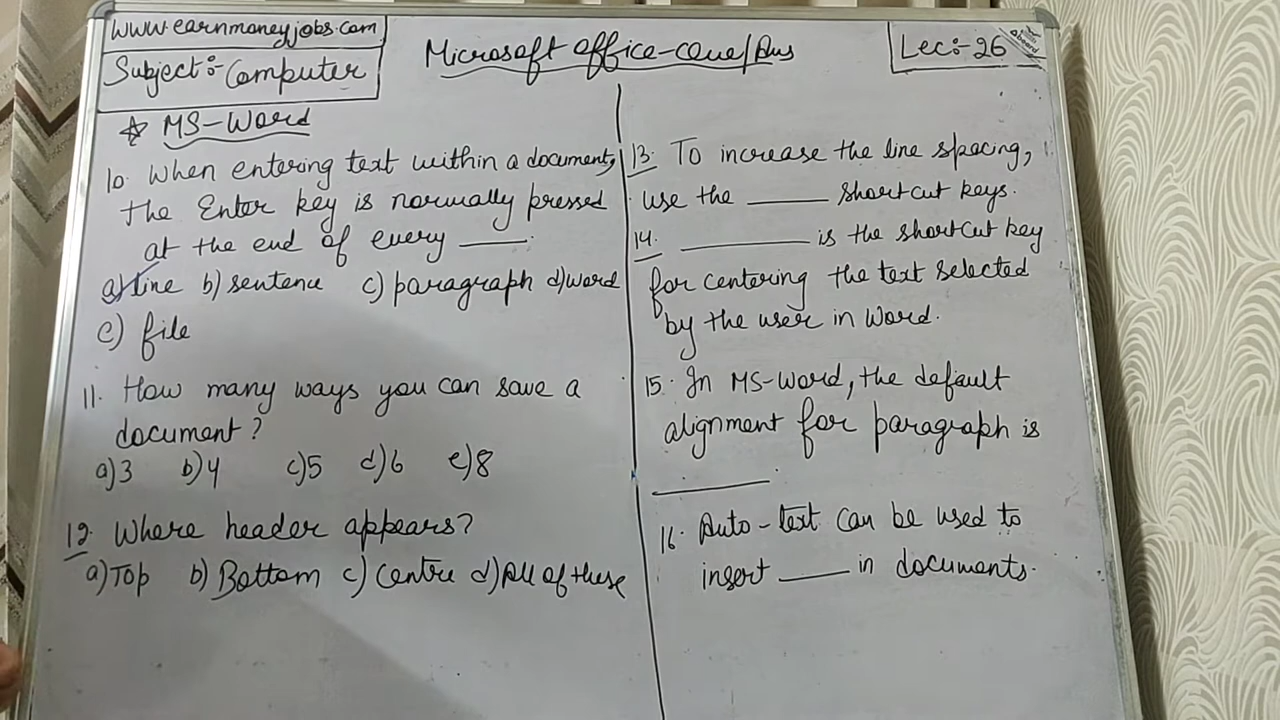 www.earnmoneyjobs.com
Subject:- Computer
Microsoft office-
Lec:- 26
☆ MS-Word
10. When entering text within a document,
the Enter key is normally pressed
at the end of every ____.
a) line b) sentence c) paragraph d) word
e) file
11. How many ways you can save a
document?
a) 3 b) 4 c) 5 d) 6 e) 8
12. Where header appears?
a) Top b) Bottom c) Centre d) All of these
13. To increase the line spacing,
use the ____ shortcut keys.
14. ____ is the shortcut key
for centering the text selected
by the user in Word.
15. In MS-Word, the default
alignment for paragraph is
____
16. Auto-text can be used to
insert ____ in documents.